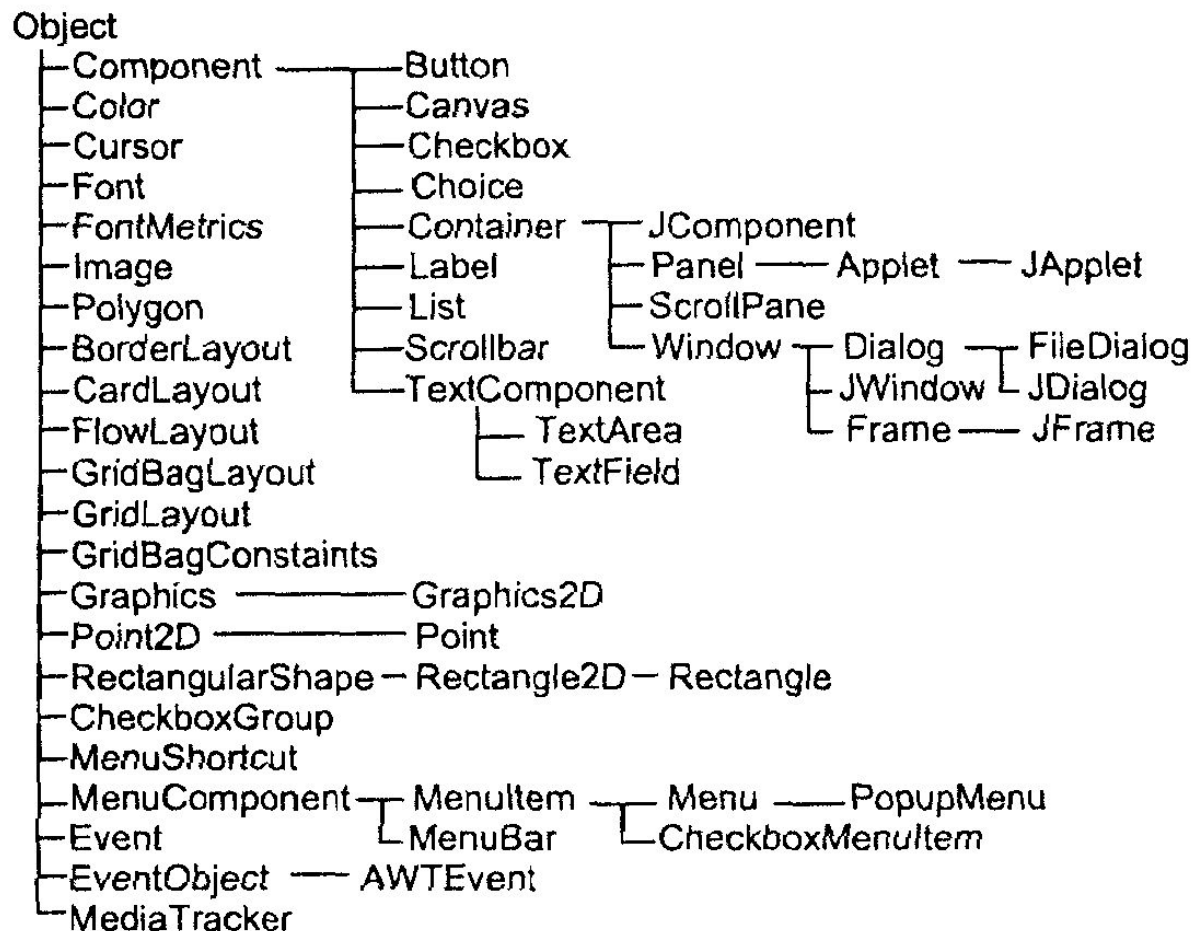 Object
Component Button
Color Canvas
Cursor Checkbox
Font Choice
FontMetrics Container JComponent
Image Label Panel Applet JApplet
Polygon List ScrollPane
BorderLayout Scrollbar Window Dialog FileDialog
CardLayout TextComponent JWindow JDialog
FlowLayout TextArea Frame JFrame
GridBagLayout TextField
GridLayout
GridBagConstaints
Graphics Graphics2D
Point2D Point
RectangularShape Rectangle2D Rectangle
CheckboxGroup
MenuShortcut
MenuComponent MenuItem Menu PopupMenu
Event MenuBar CheckboxMenuItem
EventObject AWTEvent
MediaTracker